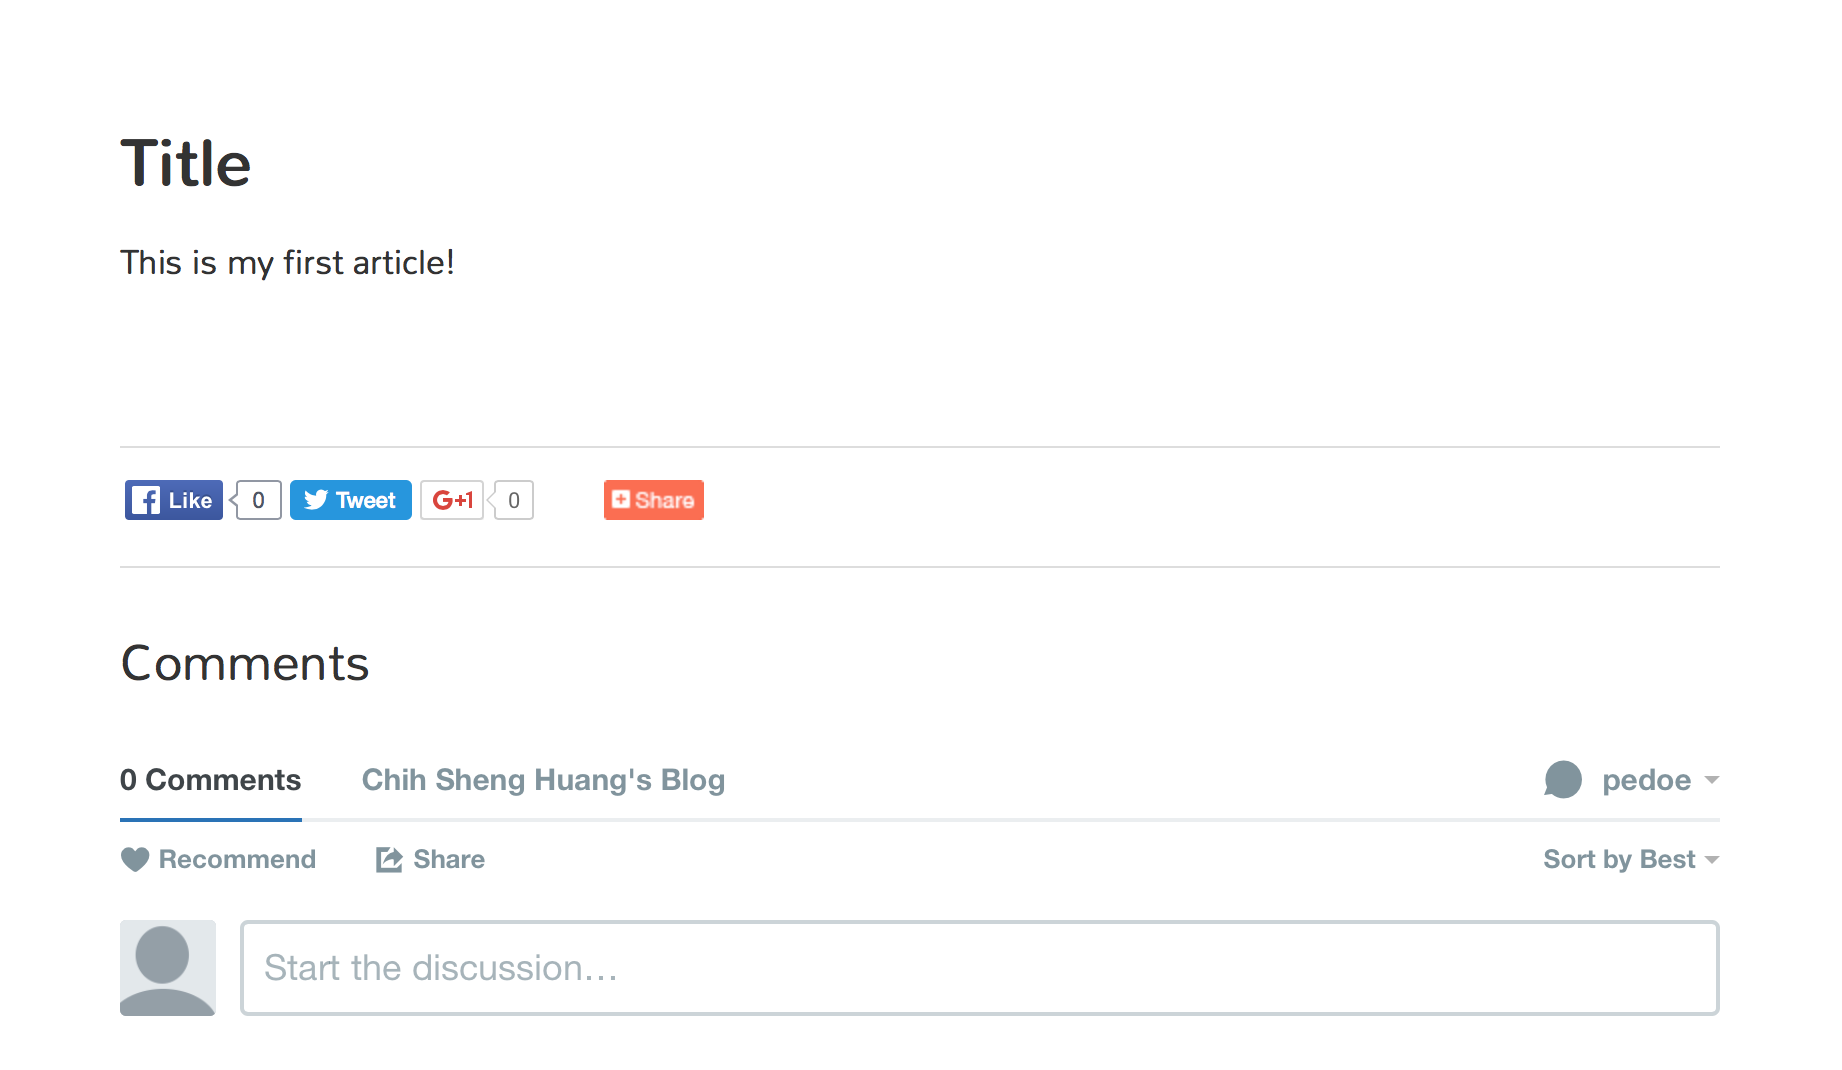 Title
This is my first article!
Like 0 Tweet G+1 0 Share
Comments
0 Comments Chih Sheng Huang's Blog pedoe
Recommend Share Sort by Best
Start the discussion...